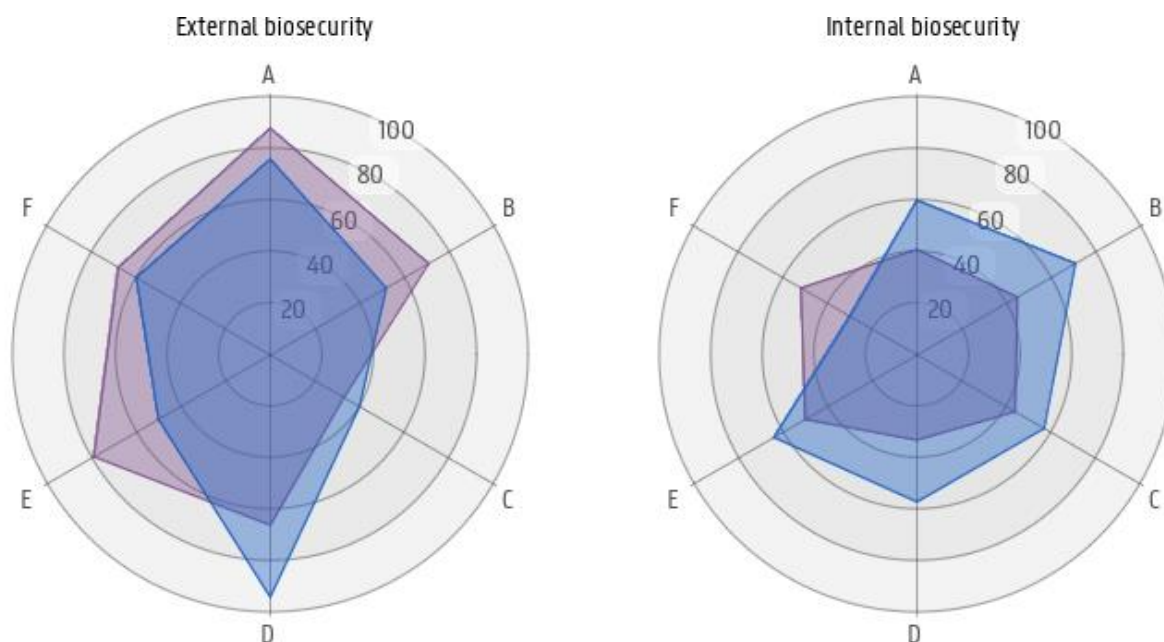 External biosecurity
A
100
80
60
40
20
B
C
D
E
F
Internal biosecurity
A
100
80
60
40
20
B
C
D
E
F